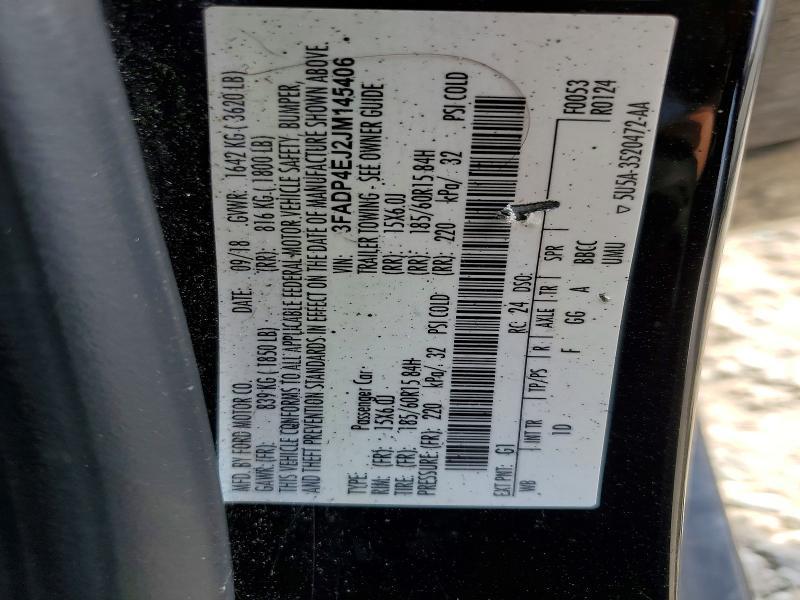 MFD. BY FORD MOTOR CO. DATE: 09/18 GVWR: 1642 KG ( 3620 LB)
GAWR: (FR): 839 KG ( 1850 LB) (RR): 816 KG ( 1800 LB)
THIS VEHICLE CONFORMS TO ALL APPLICABLE FEDERAL MOTOR VEHICLE SAFETY, BUMPER,
AND THEFT PREVENTION STANDARDS IN EFFECT ON THE DATE OF MANUFACTURE SHOWN ABOVE.
VIN: 3FADP4EJ2JM145406
TYPE: Passenger Car TRAILER TOWING - SEE OWNER GUIDE
RIM: (FR): 15X6.0J (RR): 15X6.0J
TIRE: (FR): 185/60R15 84H (RR): 185/60R15 84H
PRESSURE (FR): 220 kPa/ 32 PSI COLD (RR): 220 kPa/ 32 PSI COLD
EXT PNT: G1 RC: 24 DSO: F0053
WB INT TR TP/PS R AXLE TR SPR R0124
1D F GG A BBCC
UMU ▽ 5U5A-3520472-AA